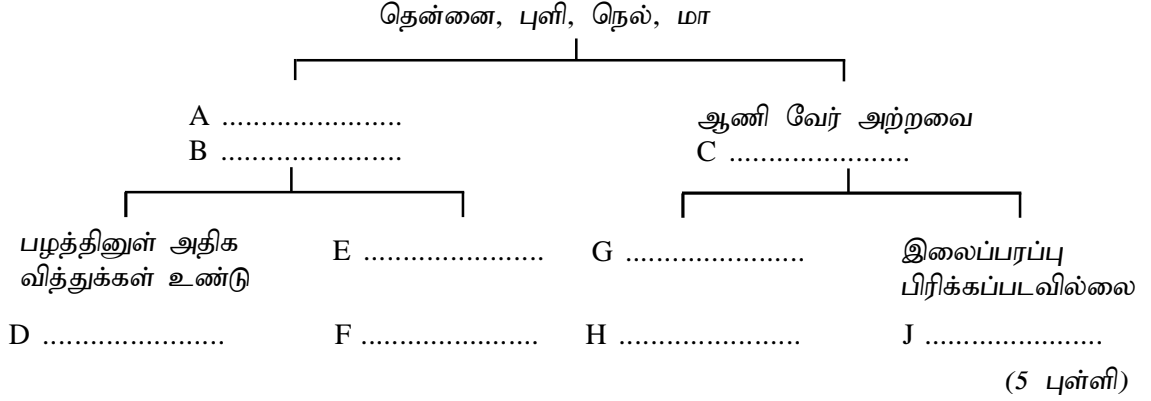 தென்னை, புளி, நெல், மா
A .......................
ஆணி வேர் அற்றவை
B .......................
C .......................
பழத்தினுள் அதிக
வித்துக்கள் உண்டு
E .......................
G .......................
இலைப்பரப்பு
பிரிக்கப்படவில்லை
D ....................... F ....................... H ....................... J .......................
(5 புள்ளி)